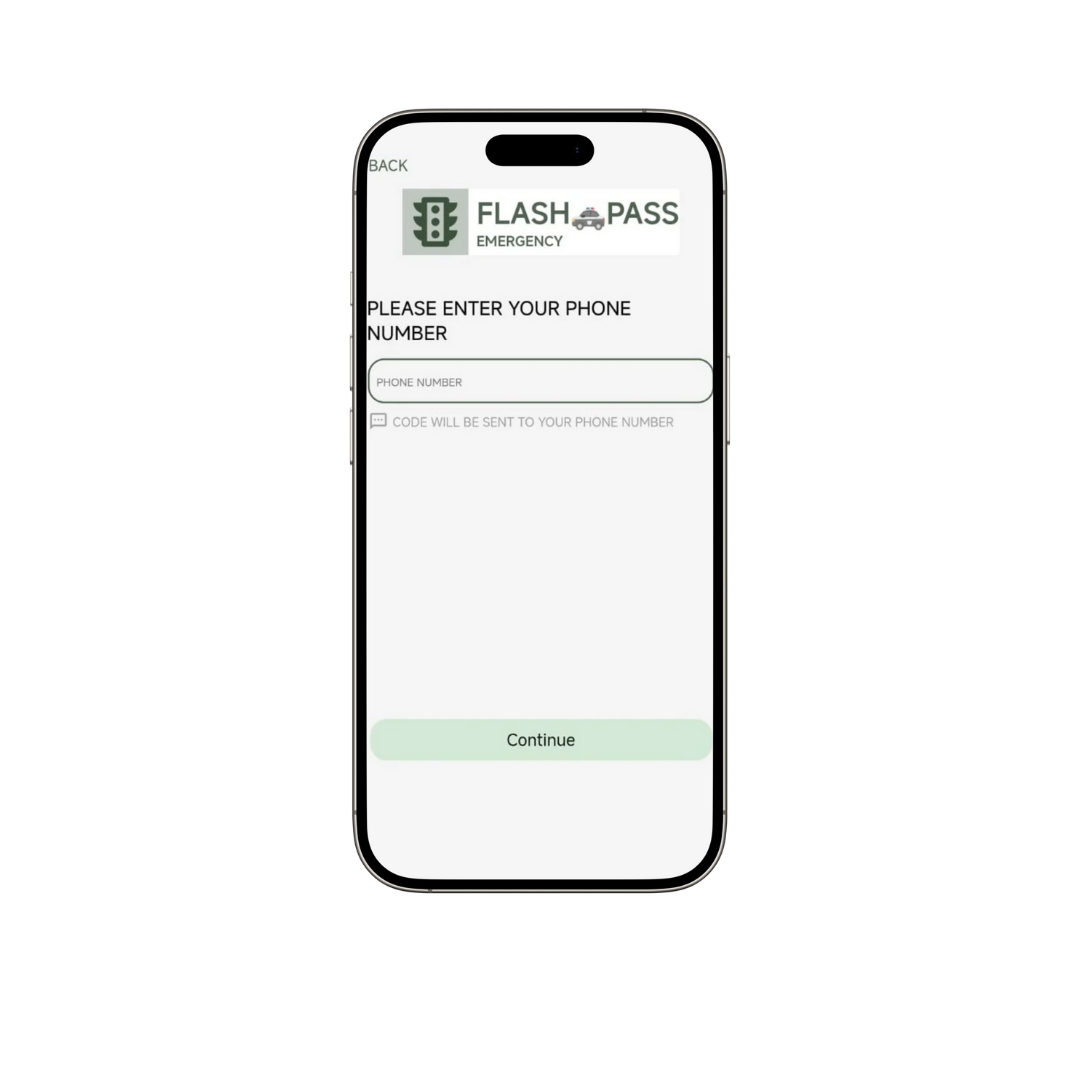 BACK
FLASH PASS
EMERGENCY
PLEASE ENTER YOUR PHONE
NUMBER
PHONE NUMBER
CODE WILL BE SENT TO YOUR PHONE NUMBER
Continue